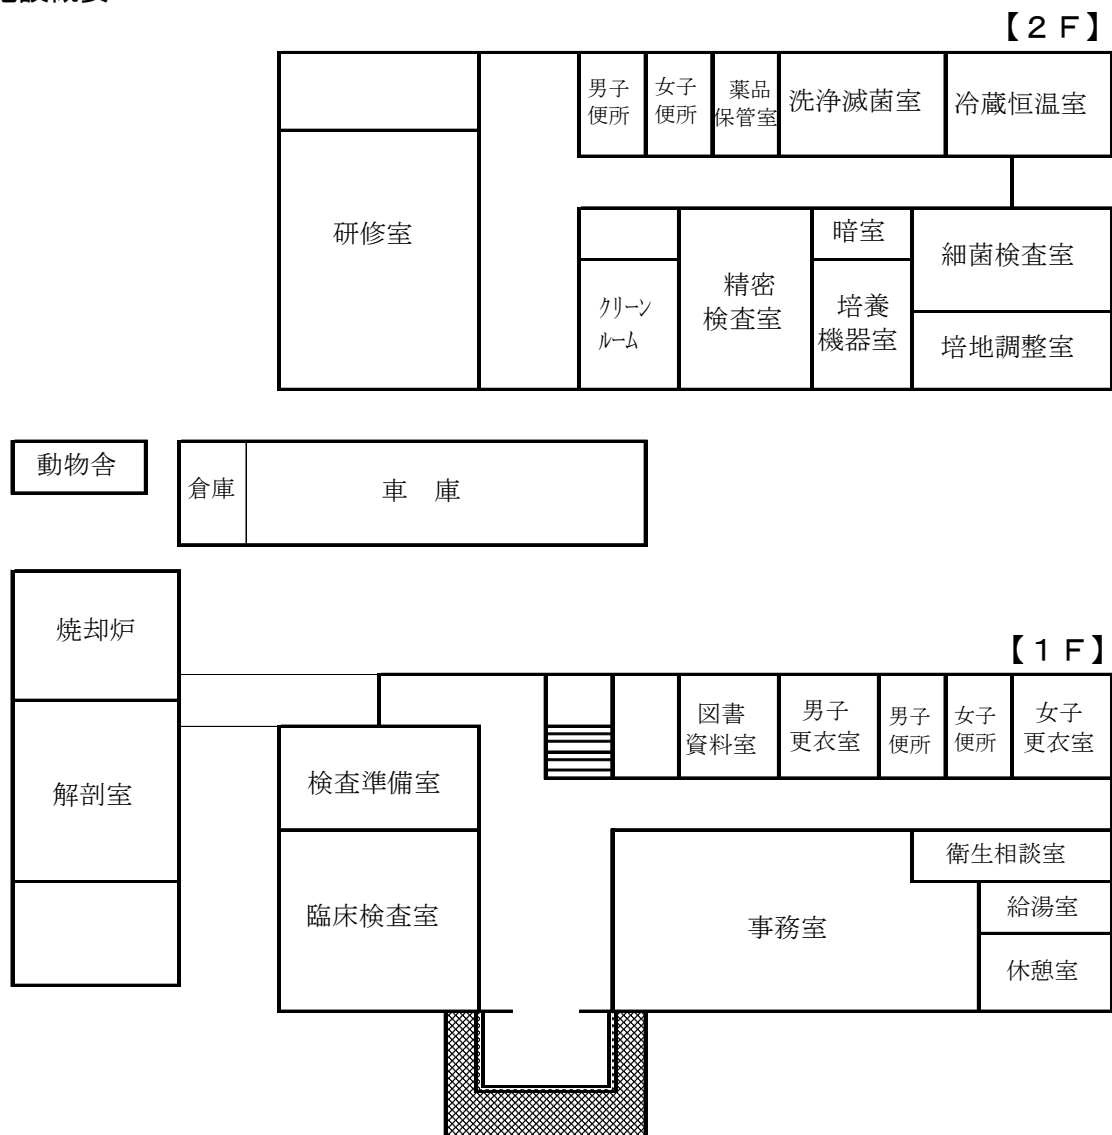 【２Ｆ】
男子
便所
女子
便所
薬品
保管室
洗浄滅菌室
冷蔵恒温室
研修室
クリーン
ルーム
精密
検査室
暗室
培養
機器室
細菌検査室
培地調整室
動物舎
倉庫
車　庫
焼却炉
解剖室
【１Ｆ】
図書
資料室
男子
更衣室
男子
便所
女子
便所
女子
更衣室
検査準備室
臨床検査室
事務室
衛生相談室
給湯室
休憩室